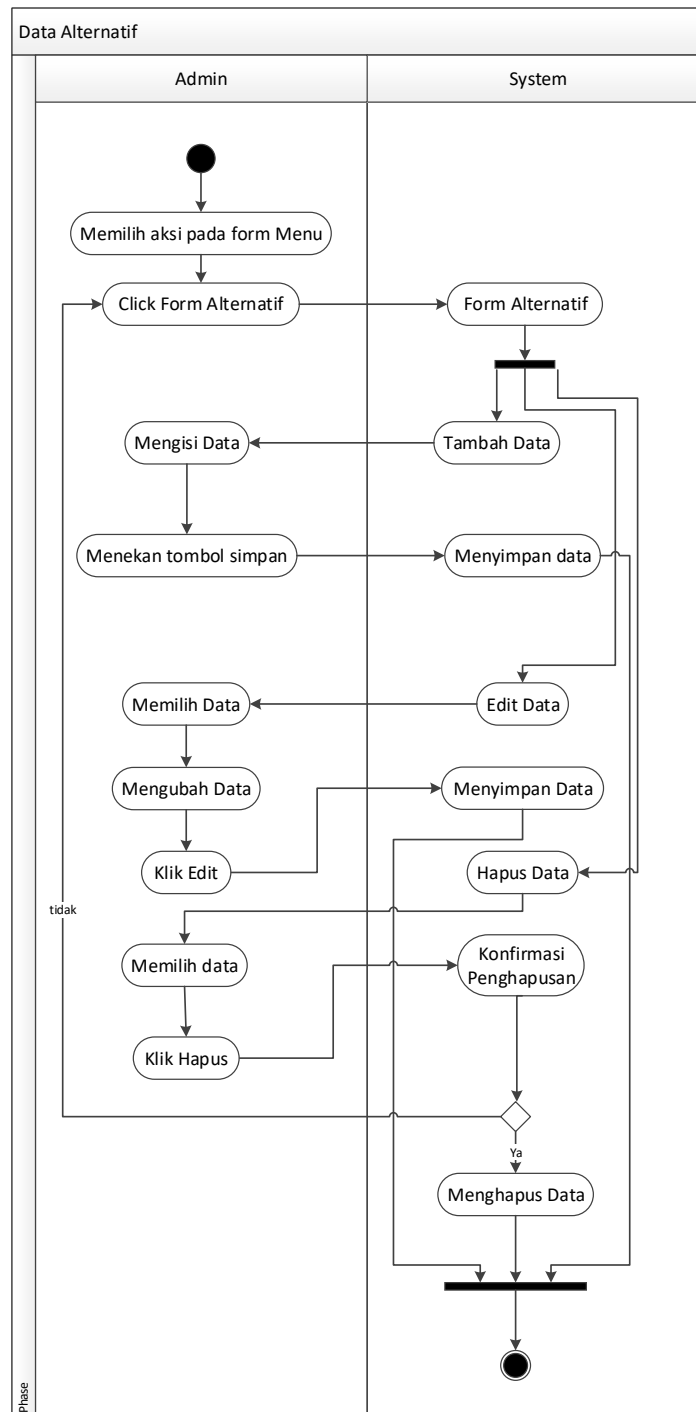 Data Alternatif
Admin
System
Memilih aksi pada form Menu
Click Form Alternatif
Form Alternatif
Mengisi Data
Tambah Data
Menekan tombol simpan
Menyimpan data
Memilih Data
Edit Data
Mengubah Data
Menyimpan Data
Klik Edit
Hapus Data
tidak
Memilih data
Konfirmasi
Penghapusan
Klik Hapus
Ya
Menghapus Data
Phase